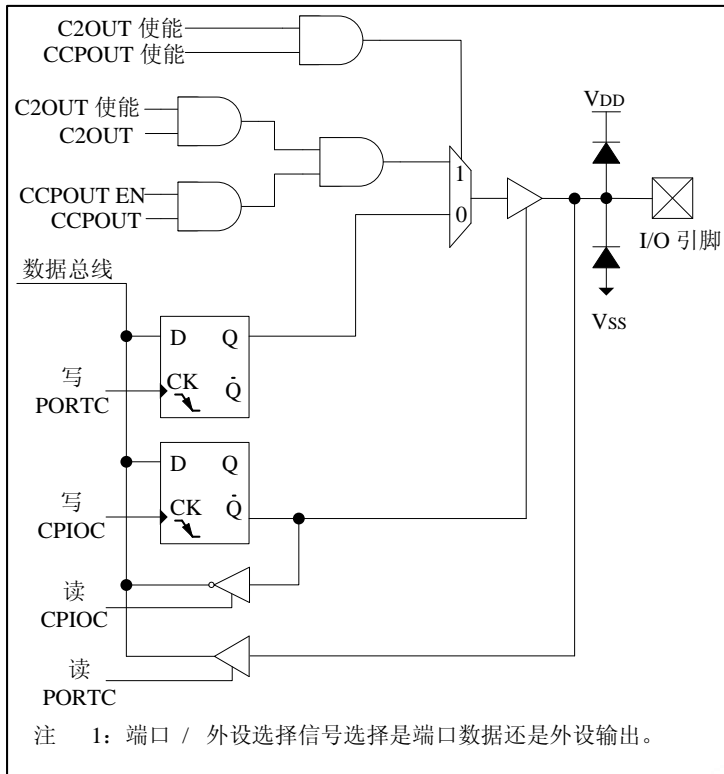 C2OUT 使能
CCPOUT 使能
C2OUT 使能
C2OUT
CCPOUT EN
CCPOUT
1
0
VDD
I/O 引脚
VSS
数据总线
D Q
CK Q
写
PORTC
D Q
CK Q
写
CPIOC
读
CPIOC
读
PORTC
注 1：端口 / 外设选择信号选择是端口数据还是外设输出。